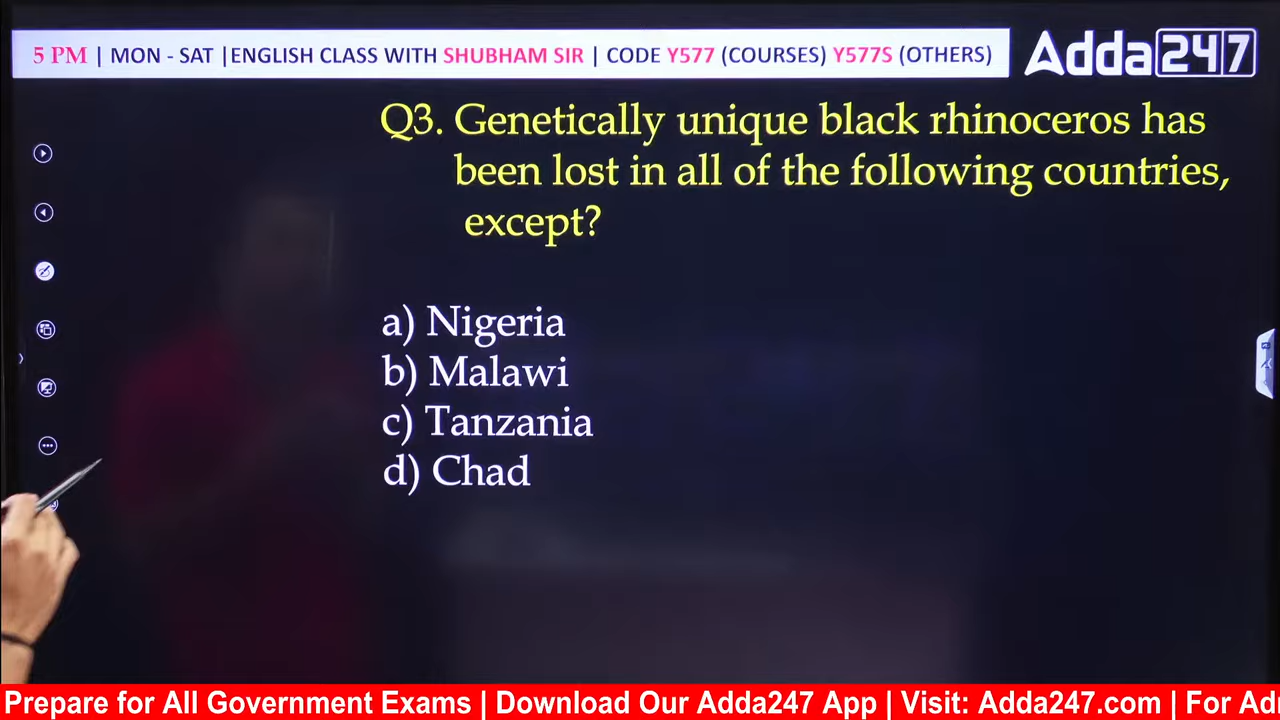 5 PM | MON - SAT |ENGLISH CLASS WITH SHUBHAM SIR | CODE Y577 (COURSES) Y577S (OTHERS)
Adda247
Q3. Genetically unique black rhinoceros has
been lost in all of the following countries,
except?
a) Nigeria
b) Malawi
c) Tanzania
d) Chad
Prepare for All Government Exams | Download Our Adda247 App | Visit: Adda247.com | For Ad